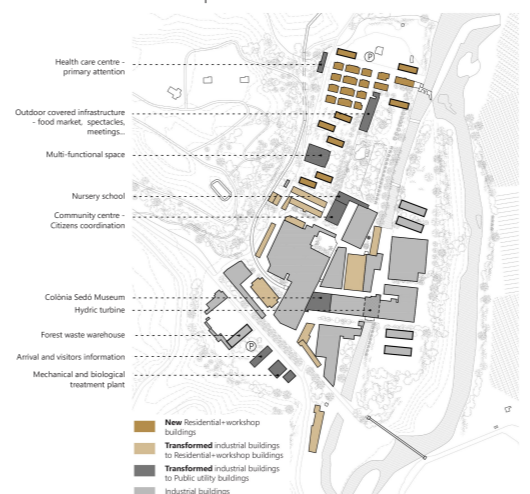 P
Health care centre -
primary attention
Outdoor covered infrastructure
- food market, spectacles,
meetings...
Multi-functional space
Nursery school
Community centre -
Citizens coordination
Colònia Sedó Museum
Hydric turbine
Forest waste warehouse
P
Arrival and visitors information
Mechanical and biological
treatment plant
New Residential+workshop
buildings
Transformed industrial buildings
to Residential+workshop buildings
Transformed industrial buildings
to Public utility buildings
Industrial buildings